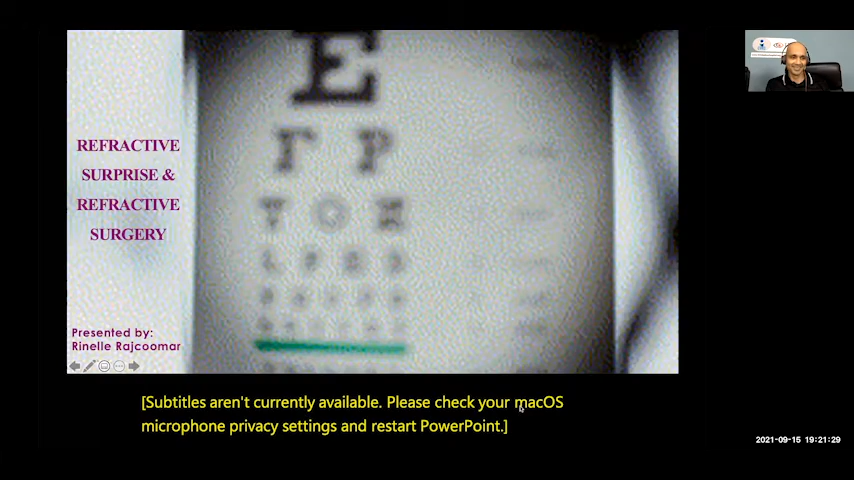 REFRACTIVE
SURPRISE &
REFRACTIVE
SURGERY
Presented by:
Rinelle Rajcoomar
E
[Subtitles aren't currently available. Please check your macOS
microphone privacy settings and restart PowerPoint.]
2021-09-15 19:21:29